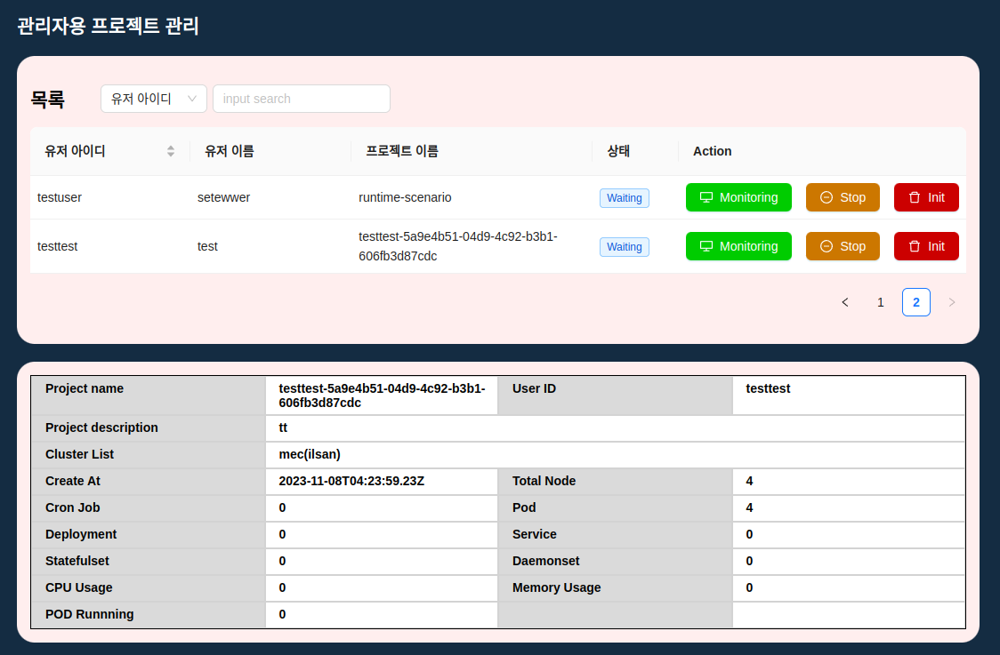 관리자용 프로젝트 관리
목록 유저 아이디 input search
유저 아이디 유저 이름 프로젝트 이름 상태 Action
testuser setewwer runtime-scenario Waiting Monitoring Stop Init
testtest test testtest-5a9e4b51-04d9-4c92-b3b1-
606fb3d87cdc Waiting Monitoring Stop Init
< 1 2 >
Project name testtest-5a9e4b51-04d9-4c92-b3b1-
606fb3d87cdc User ID testtest
Project description tt
Cluster List mec(ilsan)
Create At 2023-11-08T04:23:59.23Z Total Node 4
Cron Job 0 Pod 4
Deployment 0 Service 0
Statefulset 0 Daemonset 0
CPU Usage 0 Memory Usage 0
POD Runnning 0